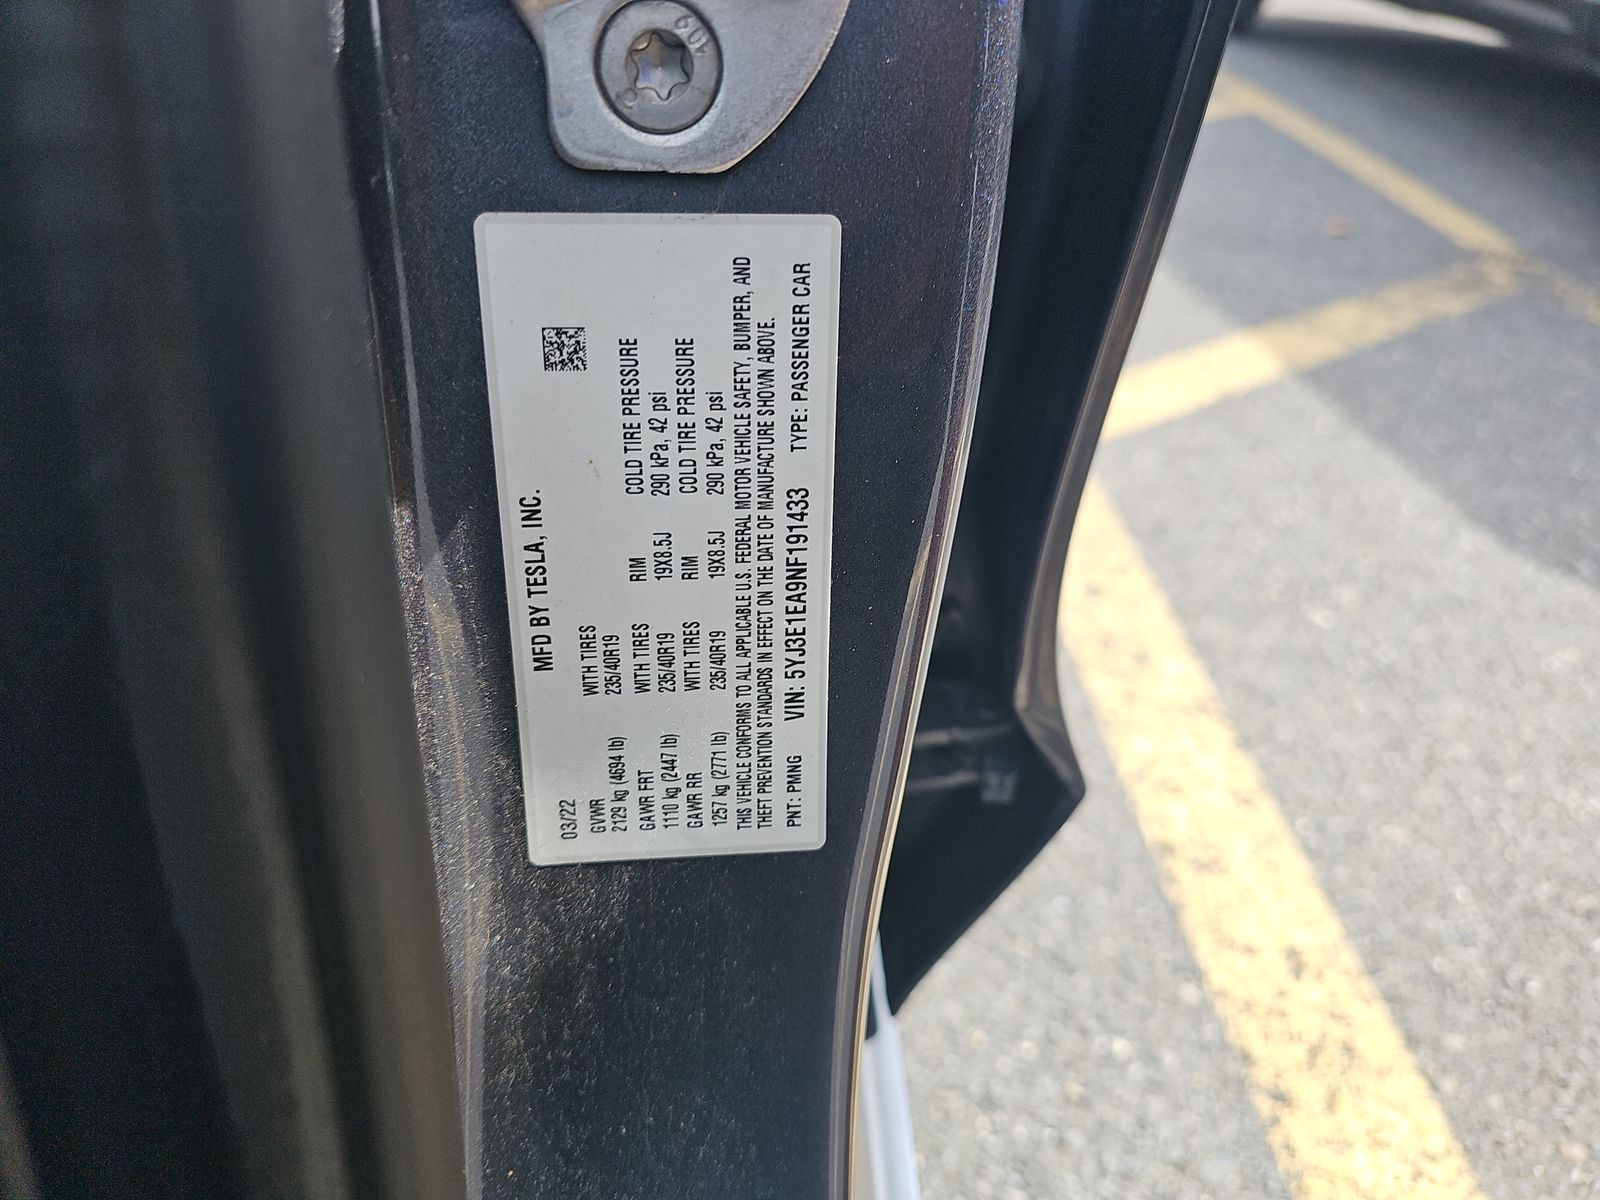 10.9
MFD BY TESLA, INC.
03/22
GVWR WITH TIRES
2129 kg (4694 lb) 235/40R19
GAWR FRT WITH TIRES RIM COLD TIRE PRESSURE
1110 kg (2447 lb) 235/40R19 19X8.5J 290 kPa, 42 psi
GAWR RR WITH TIRES RIM COLD TIRE PRESSURE
1257 kg (2771 lb) 235/40R19 19X8.5J 290 kPa, 42 psi
THIS VEHICLE CONFORMS TO ALL APPLICABLE U.S. FEDERAL MOTOR VEHICLE SAFETY, BUMPER, AND
THEFT PREVENTION STANDARDS IN EFFECT ON THE DATE OF MANUFACTURE SHOWN ABOVE.
PNT: PMNG VIN: 5YJ3E1EA9NF191433 TYPE: PASSENGER CAR